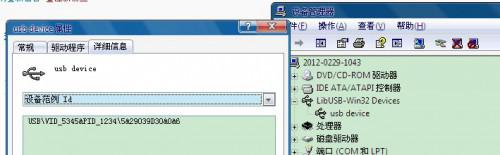 usb device 属性
常规 驱动程序 详细信息
usb device
设备范例 Id
USB\VID_5345&PID_1234\5&29039D30&0&6
设备管理器
操作(A) 查看(V) 帮助(H)
2012-0229-1043
DVD/CD-ROM 驱动器
IDE ATA/ATAPI 控制器
LibUSB-Win32 Devices
usb device
处理器
磁盘驱动器
端口 (COM 和 LPT)